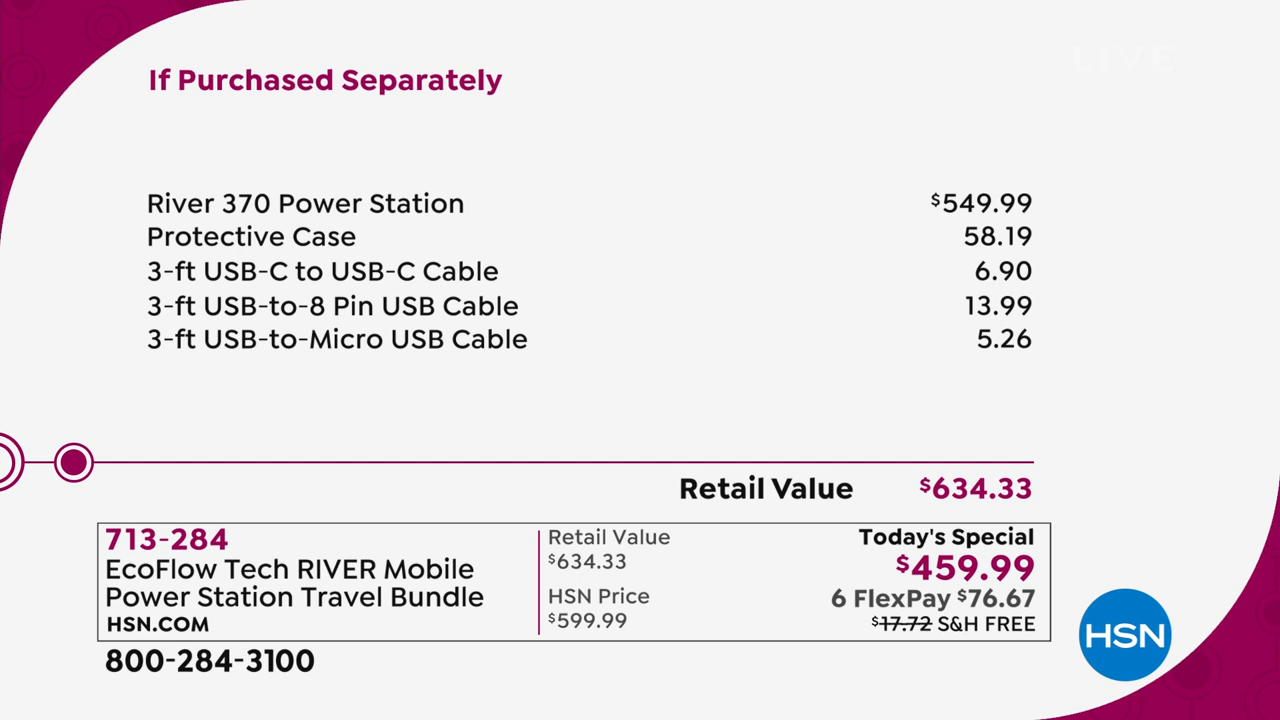 LIVE
If Purchased Separately
River 370 Power Station $549.99
Protective Case 58.19
3-ft USB-C to USB-C Cable 6.90
3-ft USB-to-8 Pin USB Cable 13.99
3-ft USB-to-Micro USB Cable 5.26
Retail Value $634.33
713-284
EcoFlow Tech RIVER Mobile
Power Station Travel Bundle
HSN.COM
Retail Value
$634.33
HSN Price
$599.99
Today's Special
$459.99
6 FlexPay $76.67
$17.72 S&H FREE
800-284-3100
HSN